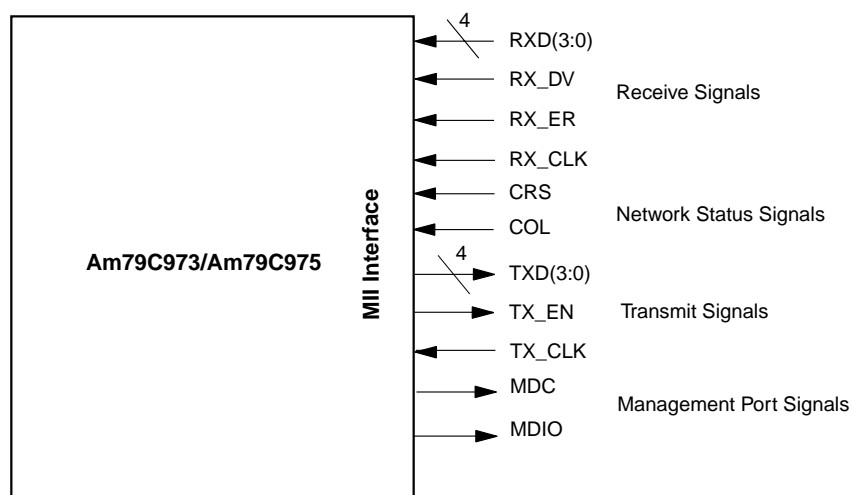 4
RXD(3:0)
RX_DV
Receive Signals
RX_ER
RX_CLK
CRS
Network Status Signals
COL
Am79C973/Am79C975
MII Interface
4
TXD(3:0)
TX_EN
Transmit Signals
TX_CLK
MDC
Management Port Signals
MDIO